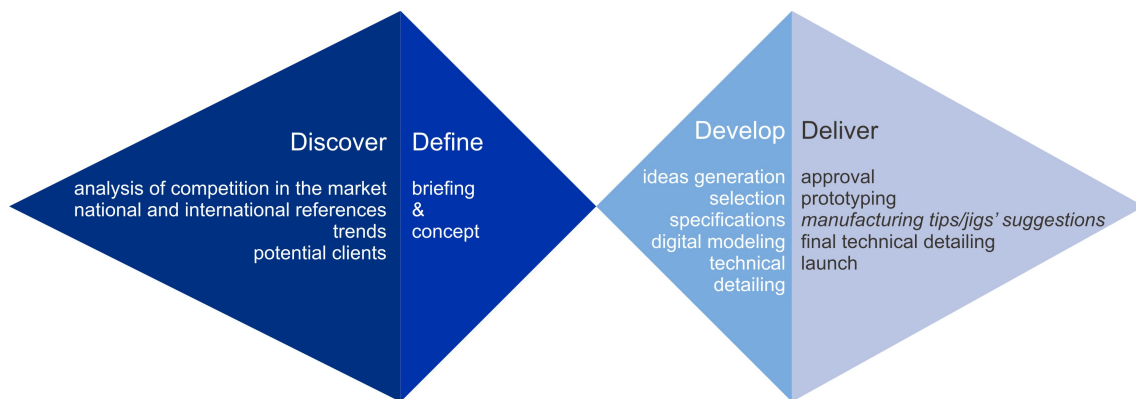 Discover
analysis of competition in the market
national and international references
trends
potential clients
Define
briefing
&
concept
Develop
ideas generation
selection
specifications
digital modeling
technical
detailing
Deliver
approval
prototyping
manufacturing tips/jigs’ suggestions
final technical detailing
launch